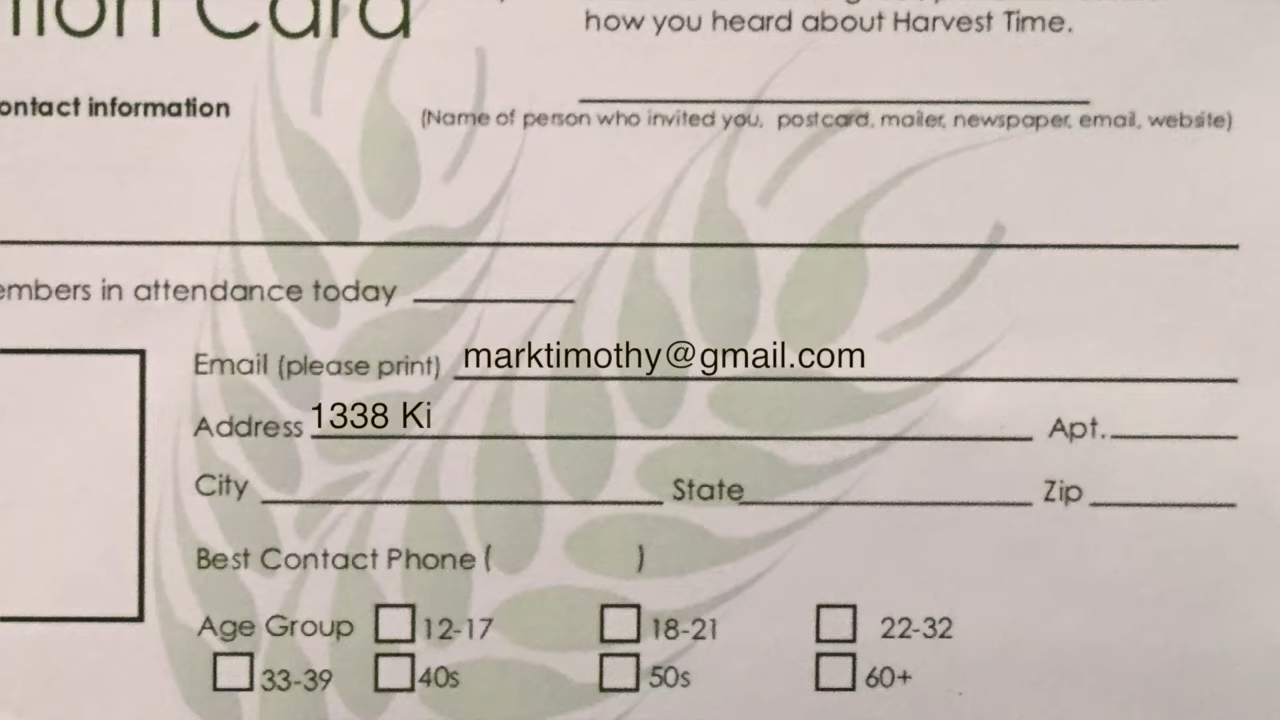 Card
how you heard about Harvest Time.
ontact information
(Name of person who invited you, postcard, mailer, newspaper, email, website)
embers in attendance today
Email (please print) marktimothy@gmail.com
Address 1338 Ki
Apt.
City State Zip
Best Contact Phone ( )
Age Group 12-17 18-21 22-32
33-39 40s 50s 60+